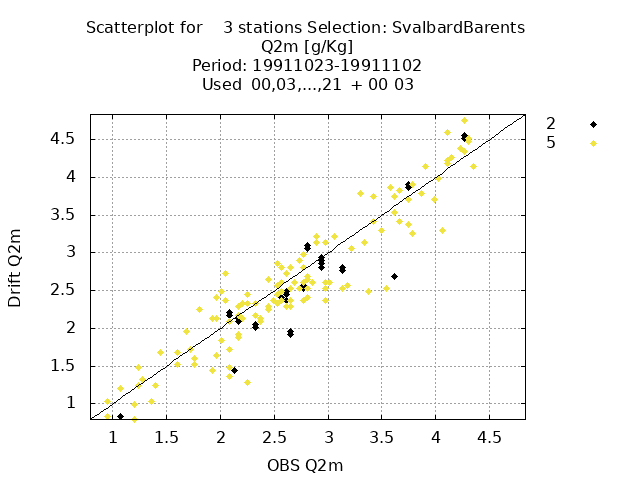 Scatterplot for    3 stations Selection: SvalbardBarents
Q2m [g/Kg]
Period: 19911023-19911102
Used  00,03,...,21  + 00 03
2
5
4.5
4
3.5
3
2.5
2
1.5
1
Drift Q2m
1 1.5 2 2.5 3 3.5 4 4.5
OBS Q2m